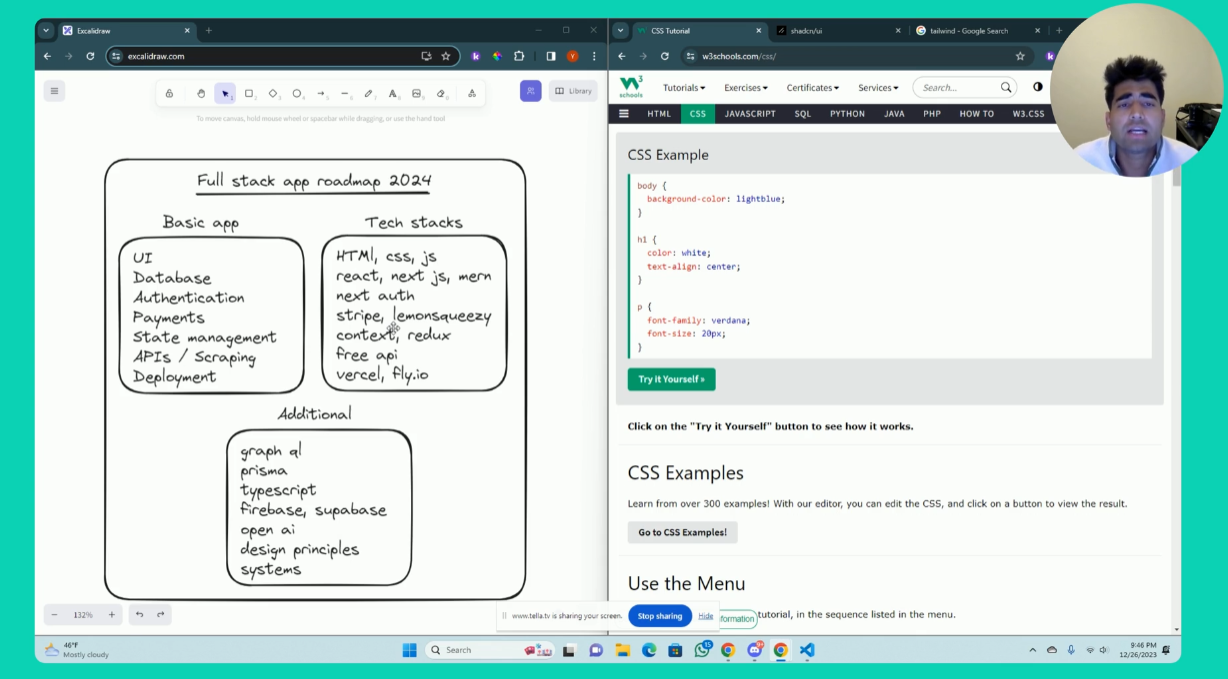 Excalidraw
CSS Tutorial
shadcn/ui
tailwind - Google Search
excalidraw.com
w3schools.com/css/
Library
To move canvas, hold mouse wheel or spacebar while dragging, or use the hand tool
Full stack app roadmap 2024
Basic app
UI
Database
Authentication
Payments
State management
APIs / Scraping
Deployment
Tech stacks
HTMl, css, js
react, next js, mern
next auth
stripe, lemonsqueezy
context, redux
free api
vercel, fly.io
Additional
graph ql
prisma
typescript
firebase, supabase
open ai
design principles
systems
132%
W3 schools
Tutorials
Exercises
Certificates
Services
Search...
HTML
CSS
JAVASCRIPT
SQL
PYTHON
JAVA
PHP
HOW TO
W3.CSS
CSS Example
body {
background-color: lightblue;
}
h1 {
color: white;
text-align: center;
}
p {
font-family: verdana;
font-size: 20px;
}
Try it Yourself »
Click on the "Try it Yourself" button to see how it works.
CSS Examples
Learn from over 300 examples! With our editor, you can edit the CSS, and click on a button to view the result.
Go to CSS Examples!
Use the Menu
tutorial, in the sequence listed in the menu.
www.tella.tv is sharing your screen.
Stop sharing
Hide
formation
46°F
Mostly cloudy
Search
9:46 PM
12/26/2023